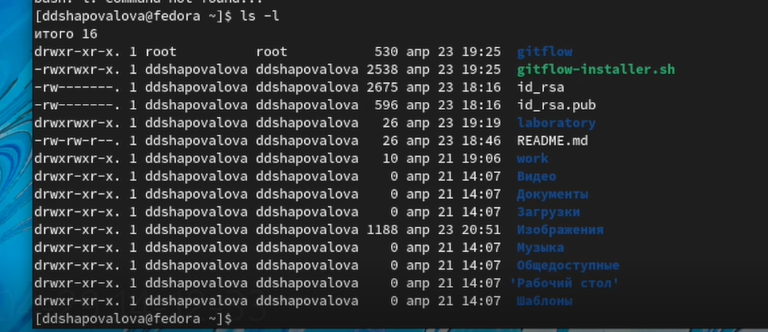 bash: l: command not found...
[ddshapovalova@fedora ~]$ ls -l
итого 16
drwxr-xr-x. 1 root root 530 апр 23 19:25 gitflow
-rwxrwxr-x. 1 ddshapovalova ddshapovalova 2538 апр 23 19:25 gitflow-installer.sh
-rw-------. 1 ddshapovalova ddshapovalova 2675 апр 23 18:16 id_rsa
-rw-------. 1 ddshapovalova ddshapovalova 596 апр 23 18:16 id_rsa.pub
drwxrwxr-x. 1 ddshapovalova ddshapovalova 26 апр 23 19:19 laboratory
-rw-rw-r--. 1 ddshapovalova ddshapovalova 26 апр 23 18:46 README.md
drwxrwxr-x. 1 ddshapovalova ddshapovalova 10 апр 21 19:06 work
drwxr-xr-x. 1 ddshapovalova ddshapovalova 0 апр 21 14:07 Видео
drwxr-xr-x. 1 ddshapovalova ddshapovalova 0 апр 21 14:07 Документы
drwxr-xr-x. 1 ddshapovalova ddshapovalova 0 апр 21 14:07 Загрузки
drwxr-xr-x. 1 ddshapovalova ddshapovalova 1188 апр 23 20:51 Изображения
drwxr-xr-x. 1 ddshapovalova ddshapovalova 0 апр 21 14:07 Музыка
drwxr-xr-x. 1 ddshapovalova ddshapovalova 0 апр 21 14:07 Общедоступные
drwxr-xr-x. 1 ddshapovalova ddshapovalova 0 апр 21 14:07 'Рабочий стол'
drwxr-xr-x. 1 ddshapovalova ddshapovalova 0 апр 21 14:07 Шаблоны
[ddshapovalova@fedora ~]$